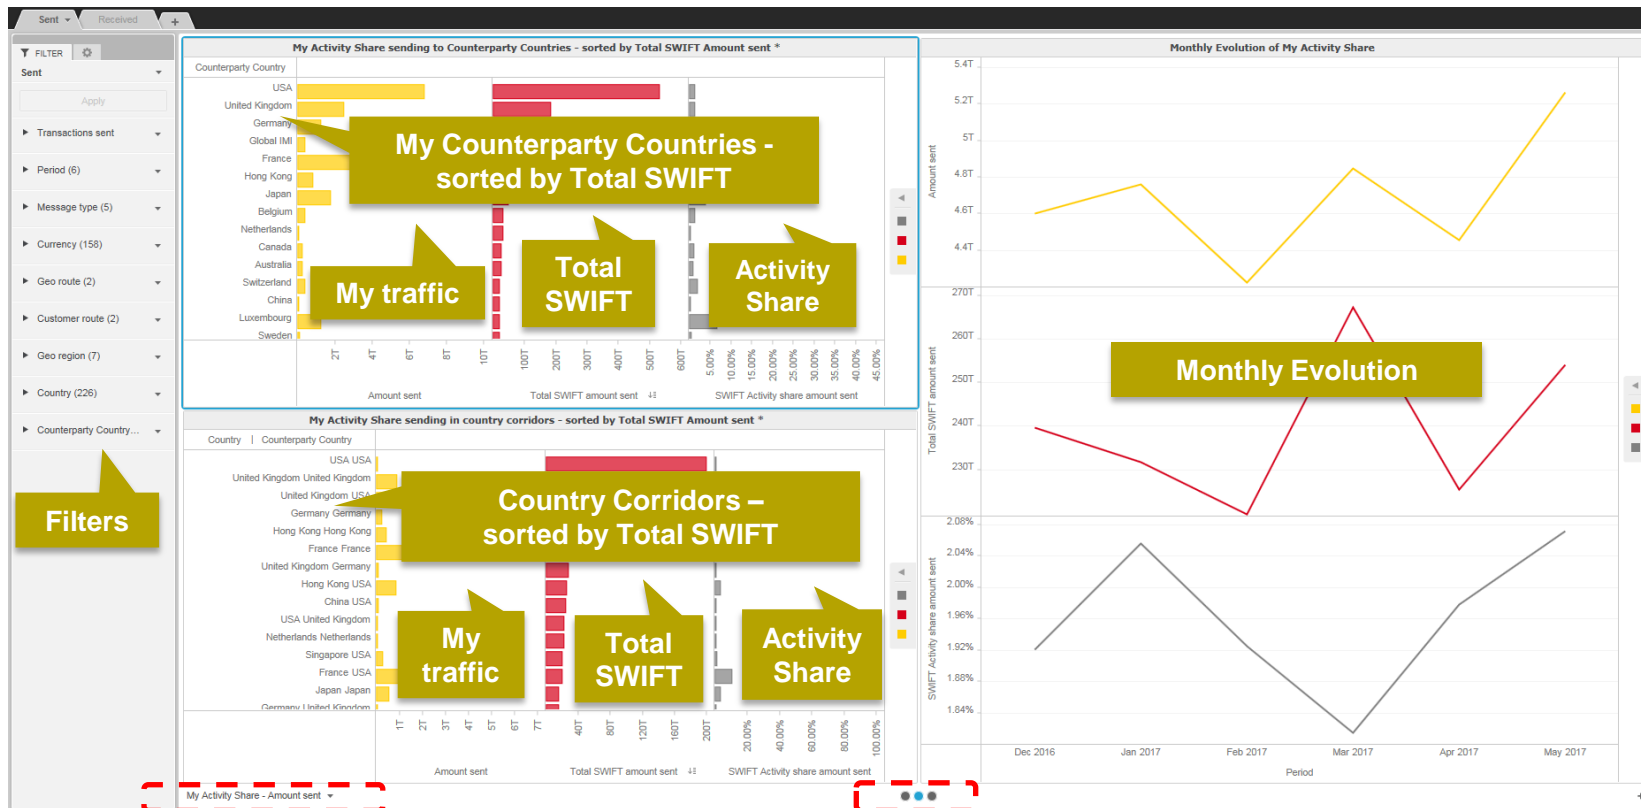 Sent
Received
+
FILTER
Sent
Apply
Transactions sent
Period (6)
Message type (5)
Currency (158)
Geo route (2)
Customer route (2)
Geo region (7)
Country (226)
Counterparty Country...
Filters
My Activity Share sending to Counterparty Countries - sorted by Total SWIFT Amount sent *
Counterparty Country
USA
United Kingdom
Germany
Global IMI
France
Hong Kong
Japan
Belgium
Netherlands
Canada
Australia
Switzerland
China
Luxembourg
Sweden
My Counterparty Countries -
sorted by Total SWIFT
My traffic
Total
SWIFT
Activity
Share
2T 4T 6T 8T 10T
100T 200T 300T 400T 500T 600T
5.00% 10.00% 15.00% 20.00% 25.00% 30.00% 35.00% 40.00% 45.00%
Amount sent
Total SWIFT amount sent
SWIFT Activity share amount sent
My Activity Share sending in country corridors - sorted by Total SWIFT Amount sent *
Country | Counterparty Country
USA USA
United Kingdom United Kingdom
United Kingdom USA
Germany Germany
Hong Kong Hong Kong
France France
United Kingdom Germany
Hong Kong USA
China USA
USA United Kingdom
Netherlands Netherlands
Singapore USA
France USA
Japan Japan
Germany United Kingdom
Country Corridors –
sorted by Total SWIFT
My
traffic
Total
SWIFT
Activity
Share
1T 2T 3T 4T 5T 6T 7T
40T 80T 120T 160T 200T
20.00% 40.00% 60.00% 80.00% 100.00%
Amount sent
Total SWIFT amount sent
SWIFT Activity share amount sent
My Activity Share - Amount sent
Monthly Evolution of My Activity Share
Amount sent
5.4T
5.2T
5T
4.8T
4.6T
4.4T
Total SWIFT amount sent
270T
260T
250T
240T
230T
Monthly Evolution
SWIFT Activity share amount sent
2.08%
2.04%
2.00%
1.96%
1.92%
1.88%
1.84%
Dec 2016 Jan 2017 Feb 2017 Mar 2017 Apr 2017 May 2017
Period